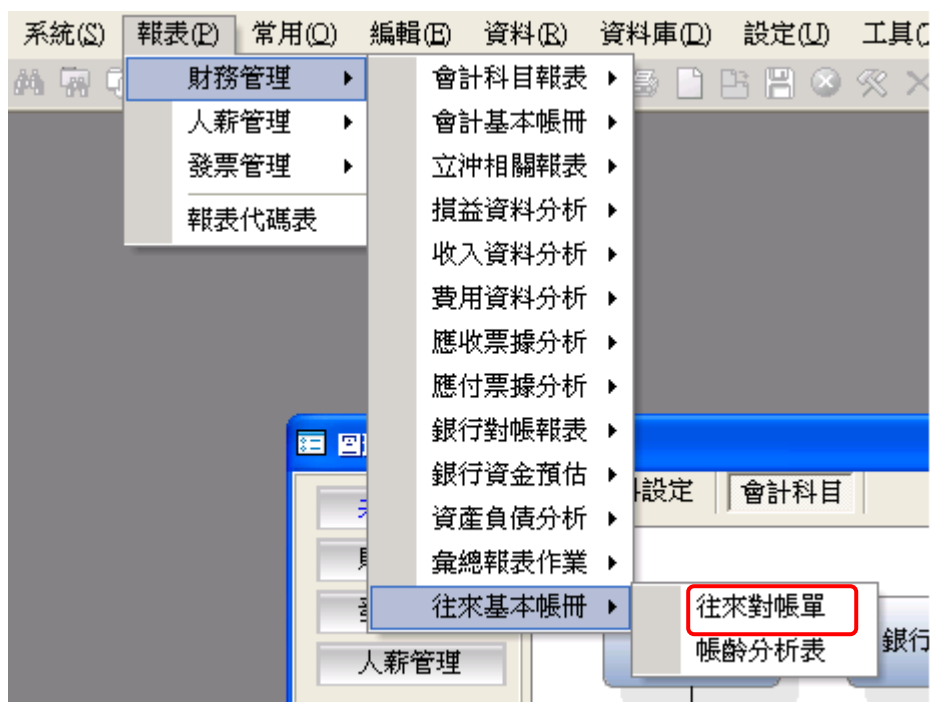 系統(S) 報表(P) 常用(Q) 編輯(E) 資料(R) 資料庫(D) 設定(U) 工具(
財務管理
人薪管理
發票管理
報表代碼表
會計科目報表
會計基本帳冊
立沖相關報表
損益資料分析
收入資料分析
費用資料分析
應收票據分析
應付票據分析
銀行對帳報表
銀行資金預估
資產負債分析
彙總報表作業
往來基本帳冊
往來對帳單
帳齡分析表
設定 會計科目
人薪管理
銀行